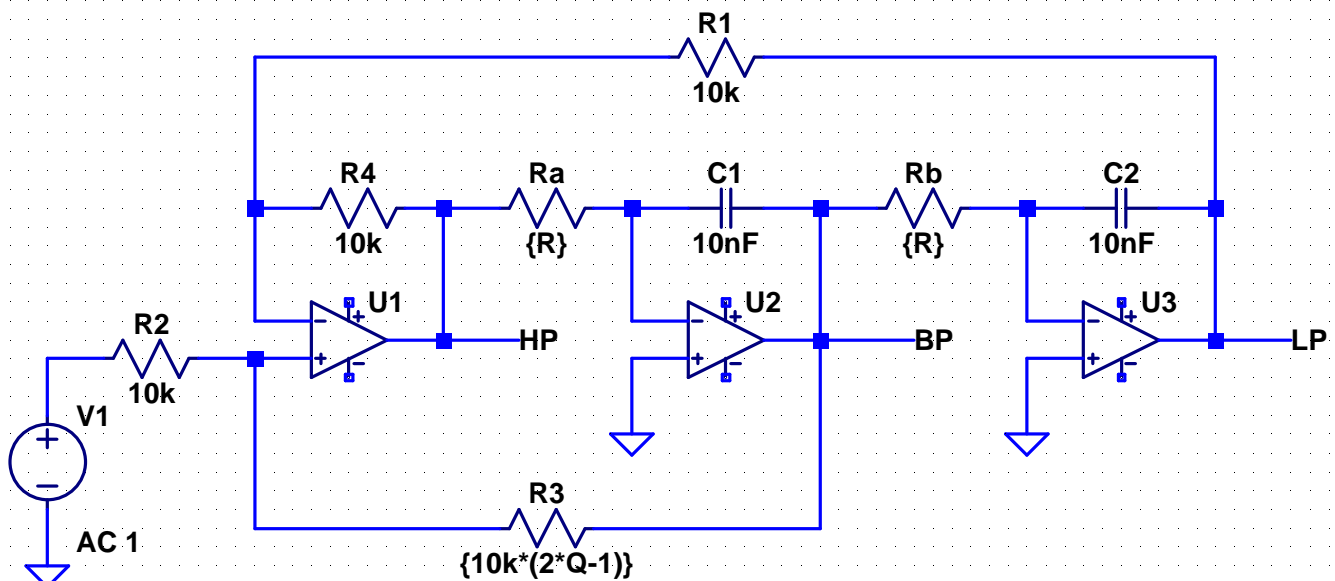 R1
10k
R4
10k
Ra
{R}
C1
10nF
Rb
{R}
C2
10nF
U1
U2
U3
R2
10k
HP
BP
LP
V1
AC 1
R3
{10k*(2*Q-1)}